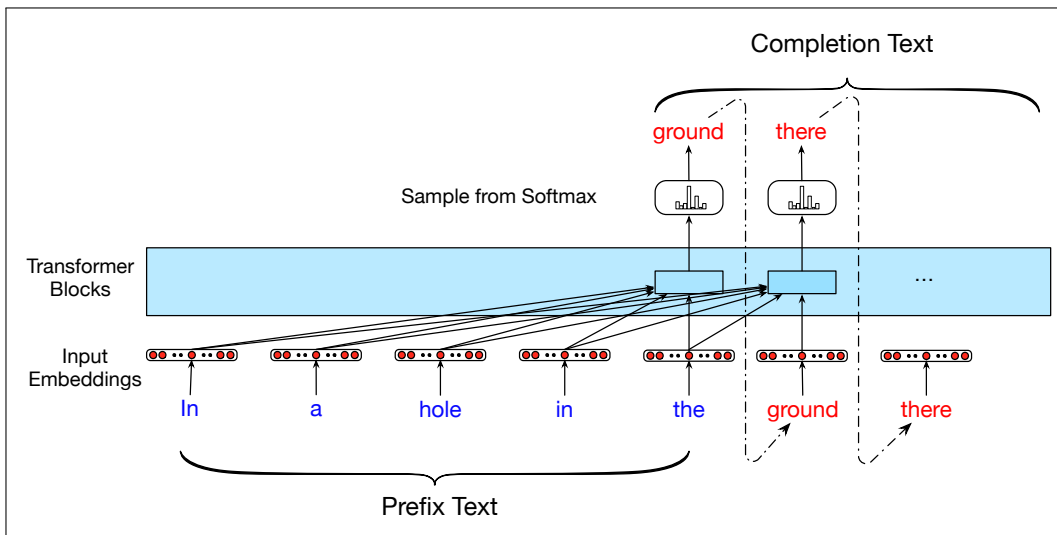 Completion Text
ground there
Sample from Softmax
Transformer
Blocks
...
Input
Embeddings
In a hole in the ground there
Prefix Text